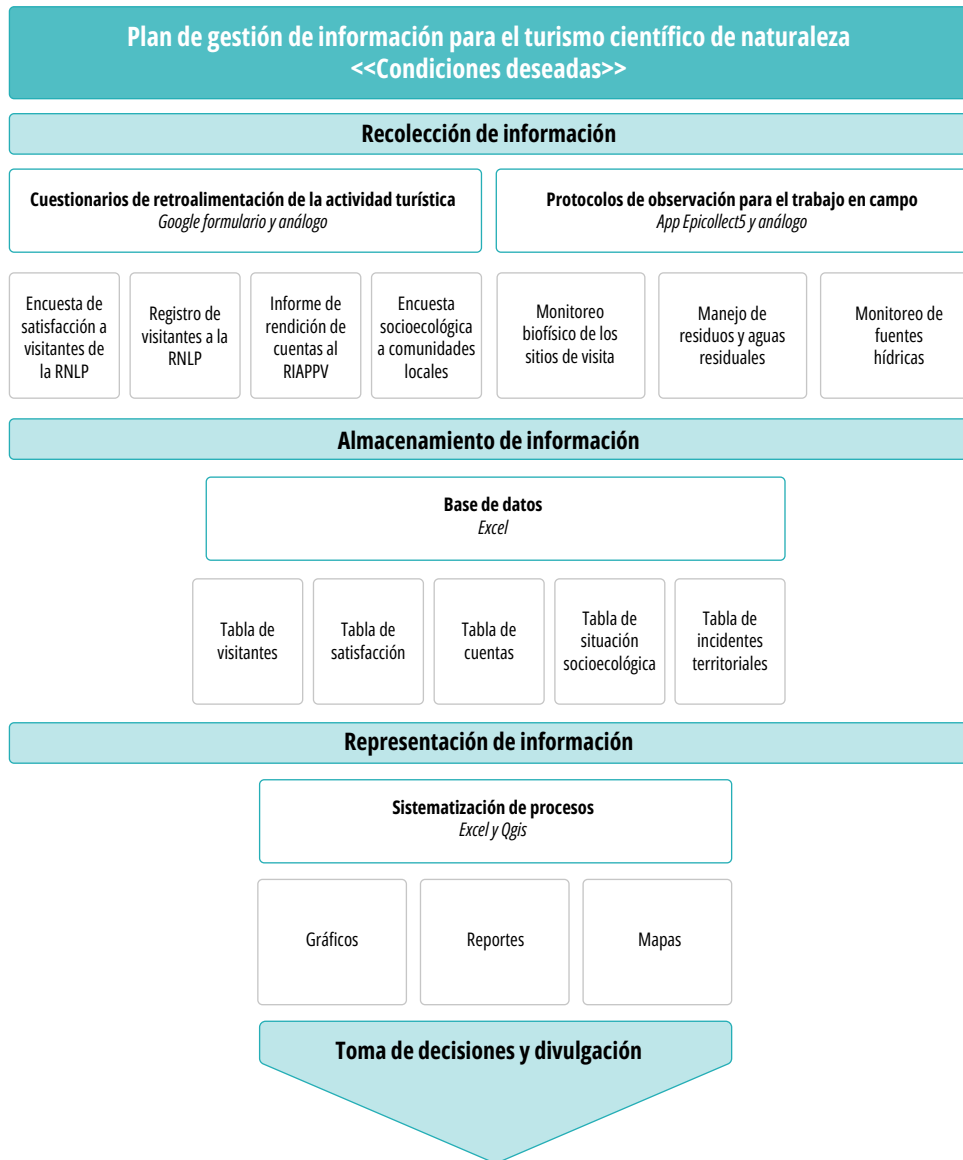 Plan de gestión de información para el turismo científico de naturaleza
<<Condiciones deseadas>>
Recolección de información
Cuestionarios de retroalimentación de la actividad turística
Google formulario y análogo
Protocolos de observación para el trabajo en campo
App Epicollect5 y análogo
Encuesta de
satisfacción a
visitantes de
la RNLP
Registro de
visitantes a la
RNLP
Informe de
rendición de
cuentas al
RIAPPV
Encuesta
socioecológica
a comunidades
locales
Monitoreo
biofísico de los
sitios de visita
Manejo de
residuos y aguas
residuales
Monitoreo de
fuentes
hídricas
Almacenamiento de información
Base de datos
Excel
Tabla de
visitantes
Tabla de
satisfacción
Tabla de
cuentas
Tabla de
situación
socioecológica
Tabla de
incidentes
territoriales
Representación de información
Sistematización de procesos
Excel y Qgis
Gráficos
Reportes
Mapas
Toma de decisiones y divulgación